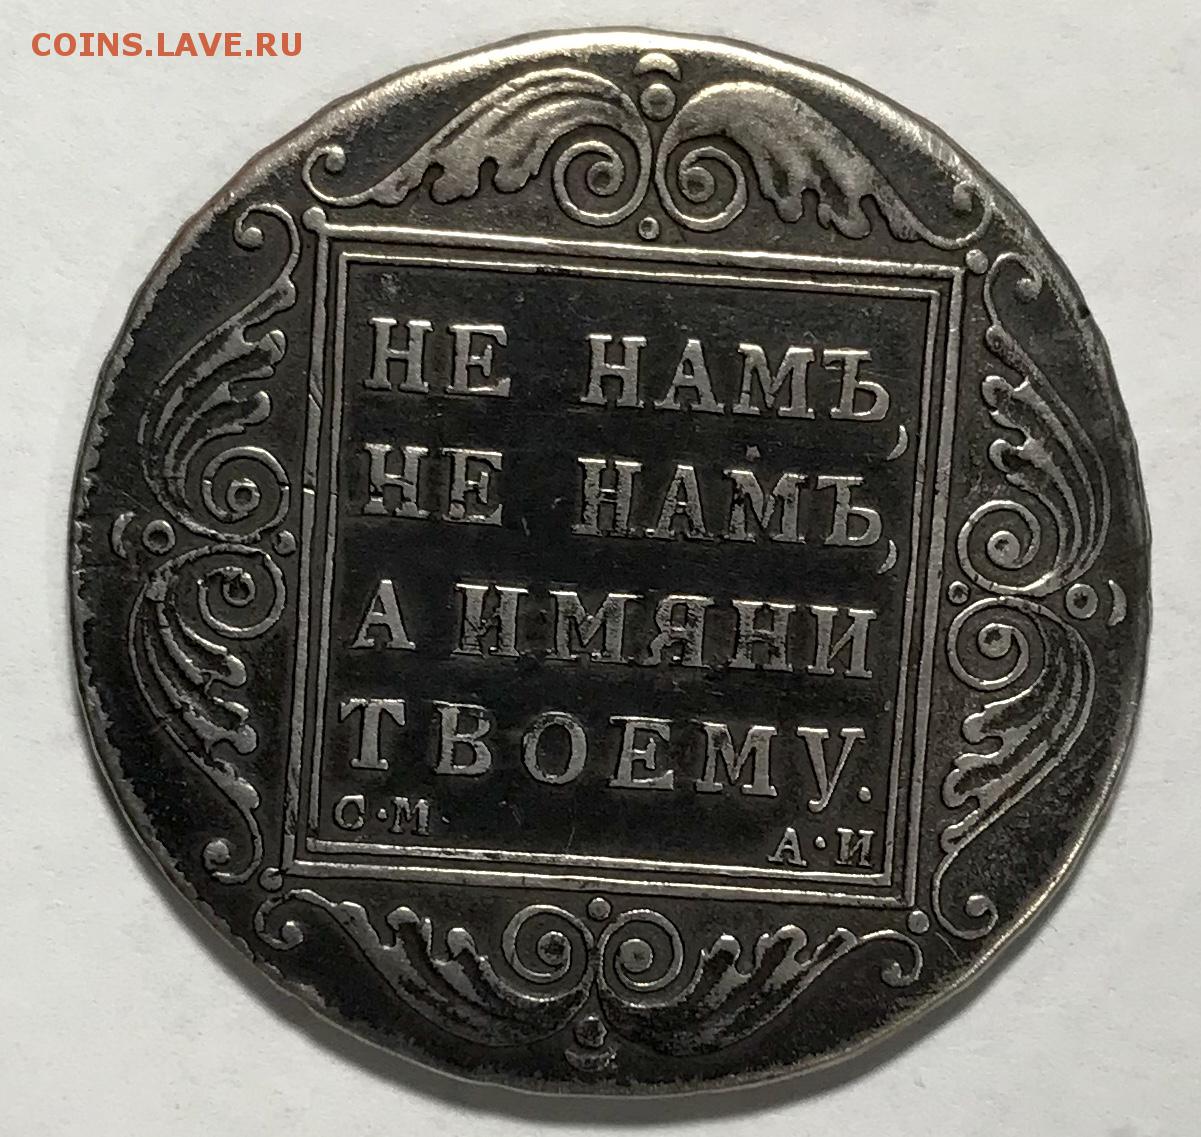 COINS.LAVE.RU
НЕ НАМЪ,
НЕ НАМЪ,
А ИМЯНИ
ТВОЕМУ.
С·М·
А·И